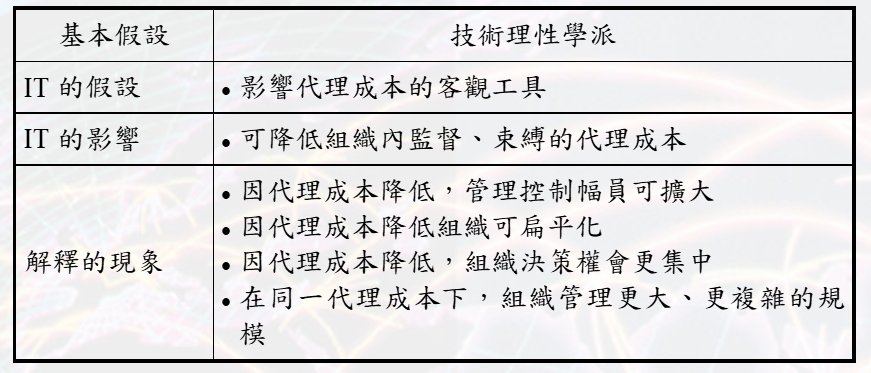 基本假設 技術理性學派
IT 的假設 •影響代理成本的客觀工具
IT 的影響 •可降低組織內監督、束縛的代理成本
解釋的現象
•因代理成本降低，管理控制幅員可擴大
•因代理成本降低組織可扁平化
•因代理成本降低，組織決策權會更集中
•在同一代理成本下，組織管理更大、更複雜的規
模